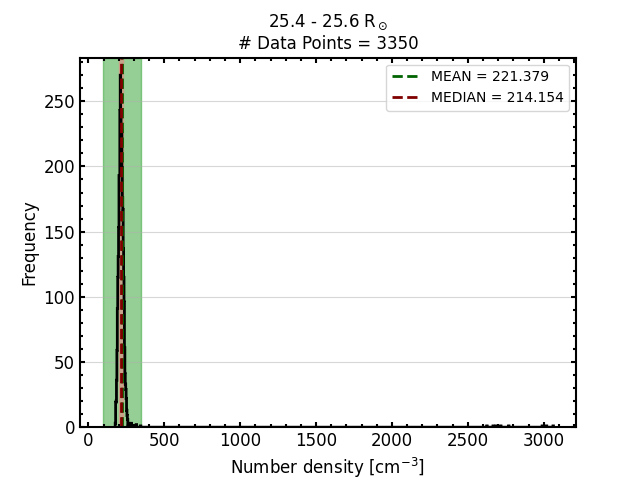 25.4 - 25.6 R⊙
# Data Points = 3350
MEAN = 221.379
MEDIAN = 214.154
Frequency
250
200
150
100
50
0
0 500 1000 1500 2000 2500 3000
Number density [cm⁻³]